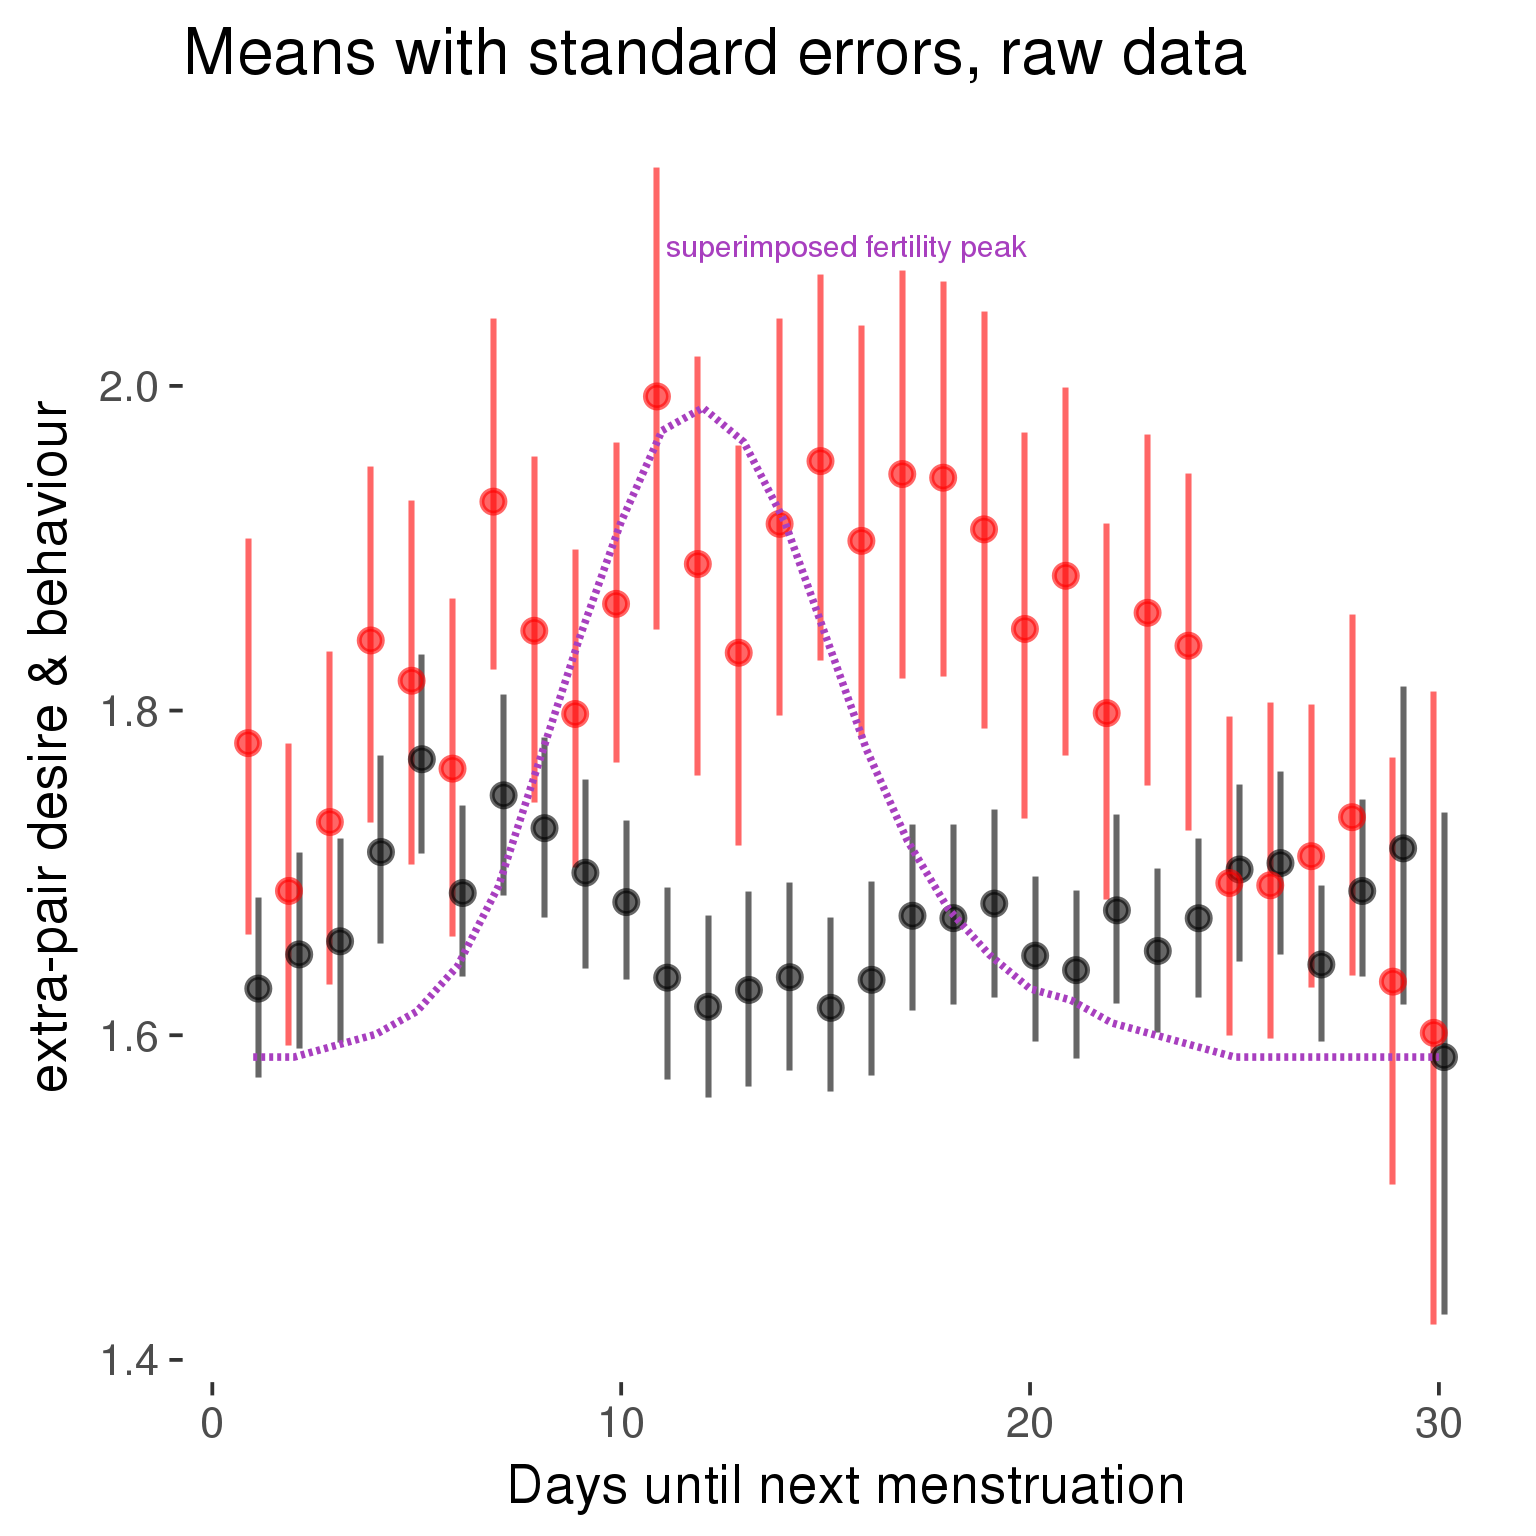 Means with standard errors, raw data
superimposed fertility peak
extra-pair desire & behaviour
2.0
1.8
1.6
1.4
0 10 20 30
Days until next menstruation